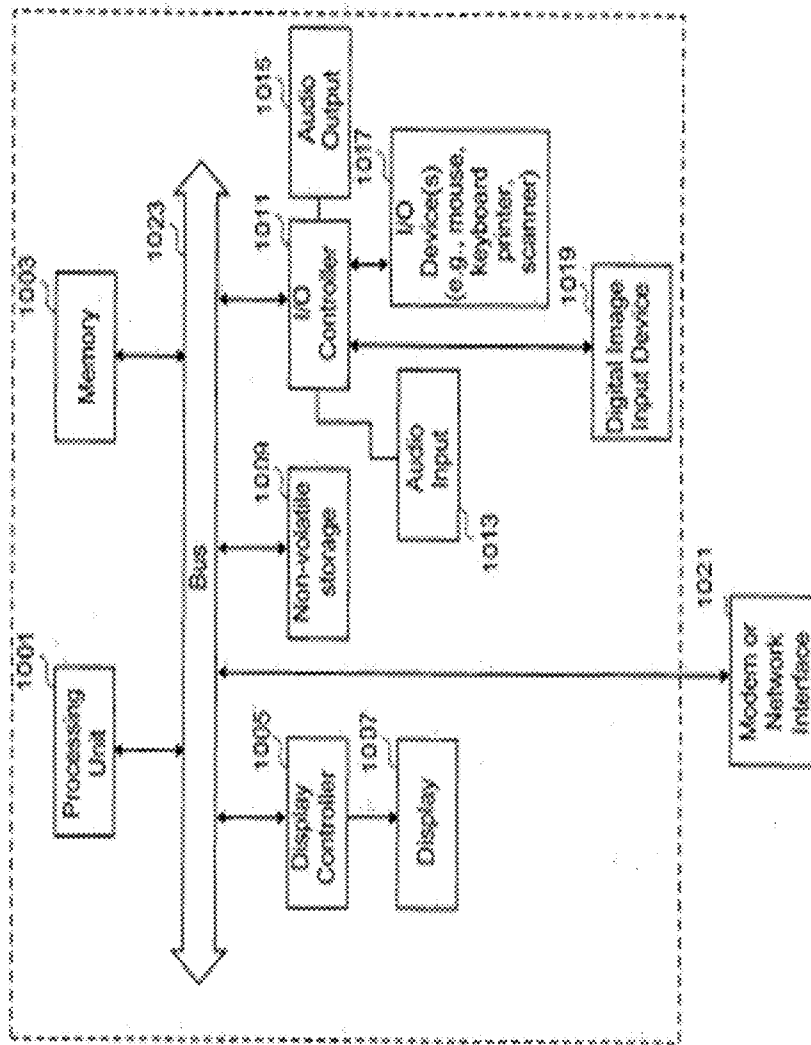 1001
Processing
Unit
1003
Memory
Bus
1023
1005
Display
Controller
1007
Display
1009
Non-volatile
storage
1011
I/O
Controller
1015
Audio
Output
1013
Audio
Input
1017
I/O
Device(s)
(e.g., mouse,
keyboard
printer,
scanner)
1019
Digital Image
Input Device
1021
Modem or
Network
Interface